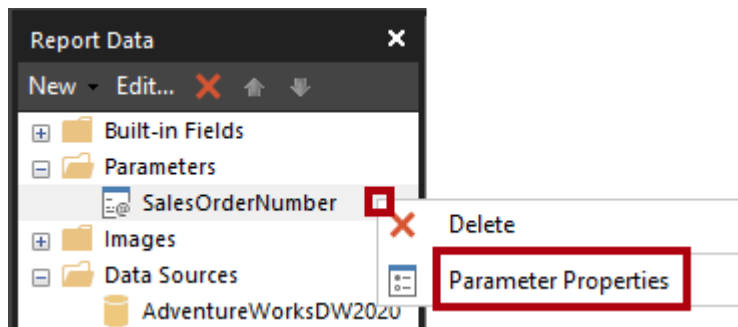 Report Data
New Edit...
Built-in Fields
Parameters
SalesOrderNumber
Delete
Images
Data Sources
Parameter Properties
AdventureWorksDW2020